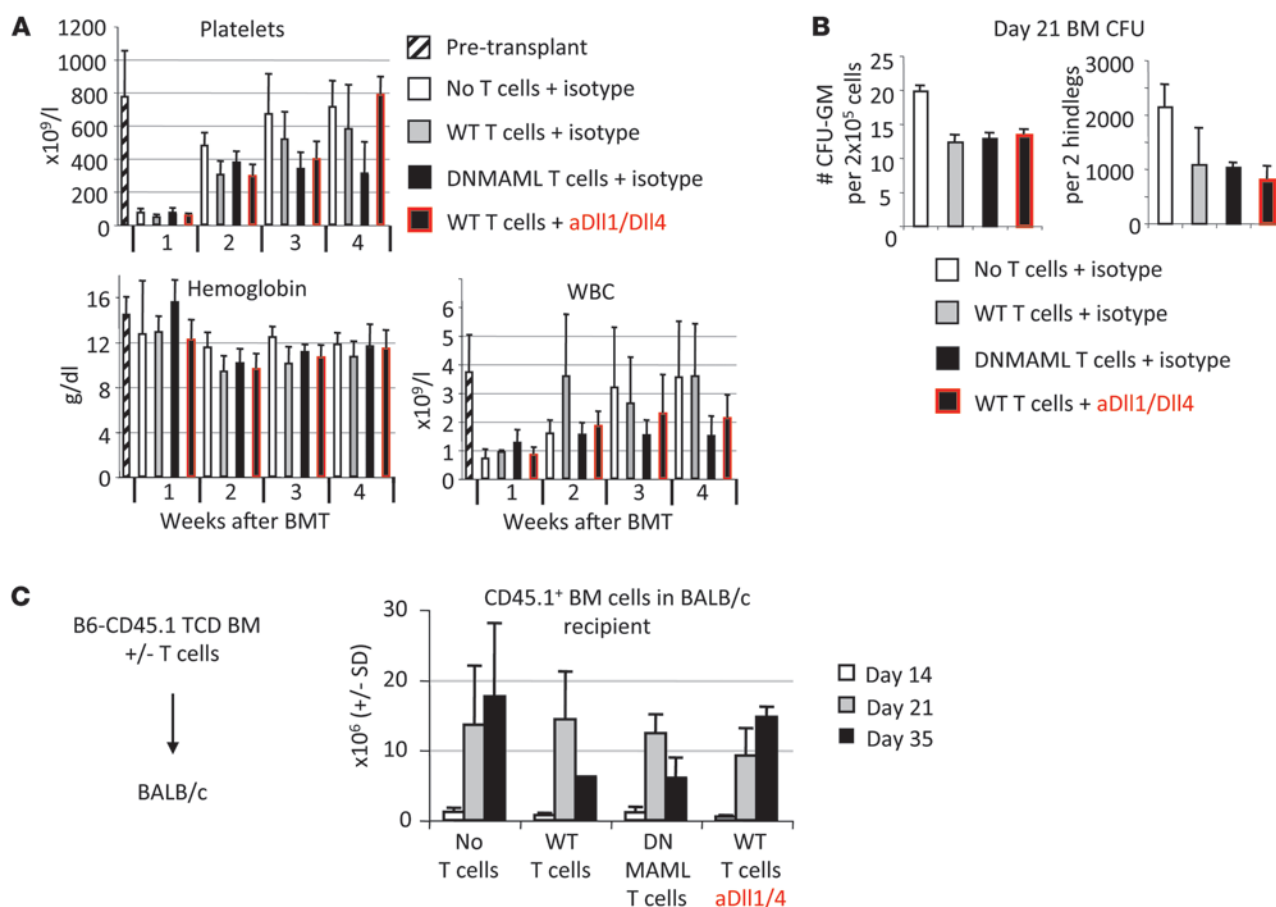 A
Platelets
x10⁹/l
1000
800
600
400
200
0
1
2
3
4
Pre-transplant
No T cells + isotype
WT T cells + isotype
DNMAML T cells + isotype
WT T cells + aDll1/Dll4
Hemoglobin
g/dl
16
12
8
4
0
1
2
3
4
Weeks after BMT
WBC
x10⁹/l
6
5
4
3
2
1
0
1
2
3
4
Weeks after BMT
B
Day 21 BM CFU
# CFU-GM
per 2x10⁵ cells
25
20
15
10
5
0
per 2 hindlegs
3000
2000
1000
0
No T cells + isotype
WT T cells + isotype
DNMAML T cells + isotype
WT T cells + aDll1/Dll4
C
B6-CD45.1 TCD BM
+/- T cells
BALB/c
CD45.1⁺ BM cells in BALB/c
recipient
x10⁶ (+/- SD)
30
20
10
0
No
T cells
WT
T cells
DN
MAML
T cells
WT
T cells
aDll1/4
Day 14
Day 21
Day 35